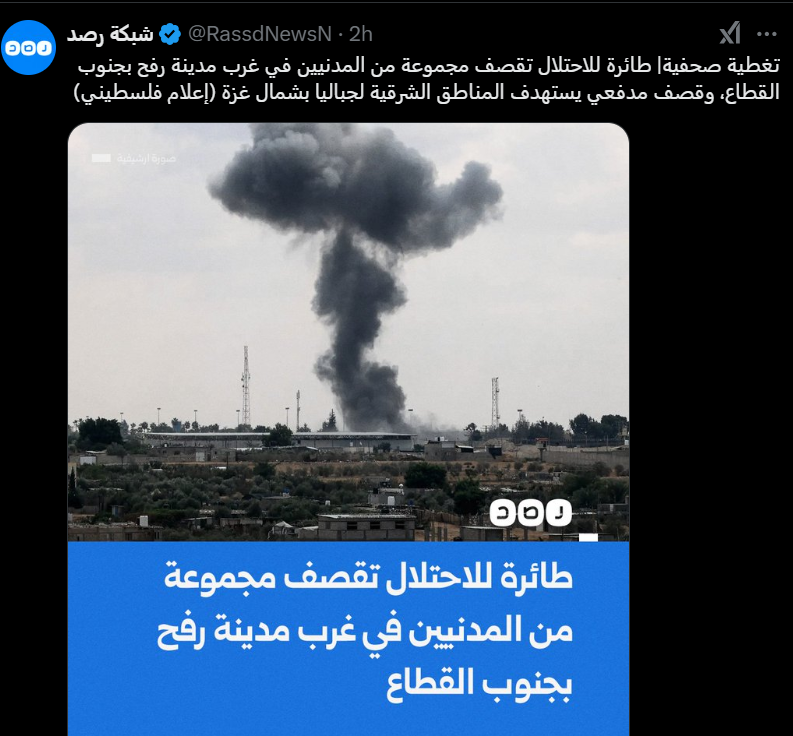 شبكة رصد @RassdNewsN · 2h
تغطية صحفية| طائرة للاحتلال تقصف مجموعة من المدنيين في غرب مدينة رفح بجنوب
القطاع، وقصف مدفعي يستهدف المناطق الشرقية لجباليا بشمال غزة (إعلام فلسطيني)
صورة أرشيفية
رصد
طائرة للاحتلال تقصف مجموعة
من المدنيين في غرب مدينة رفح
بجنوب القطاع